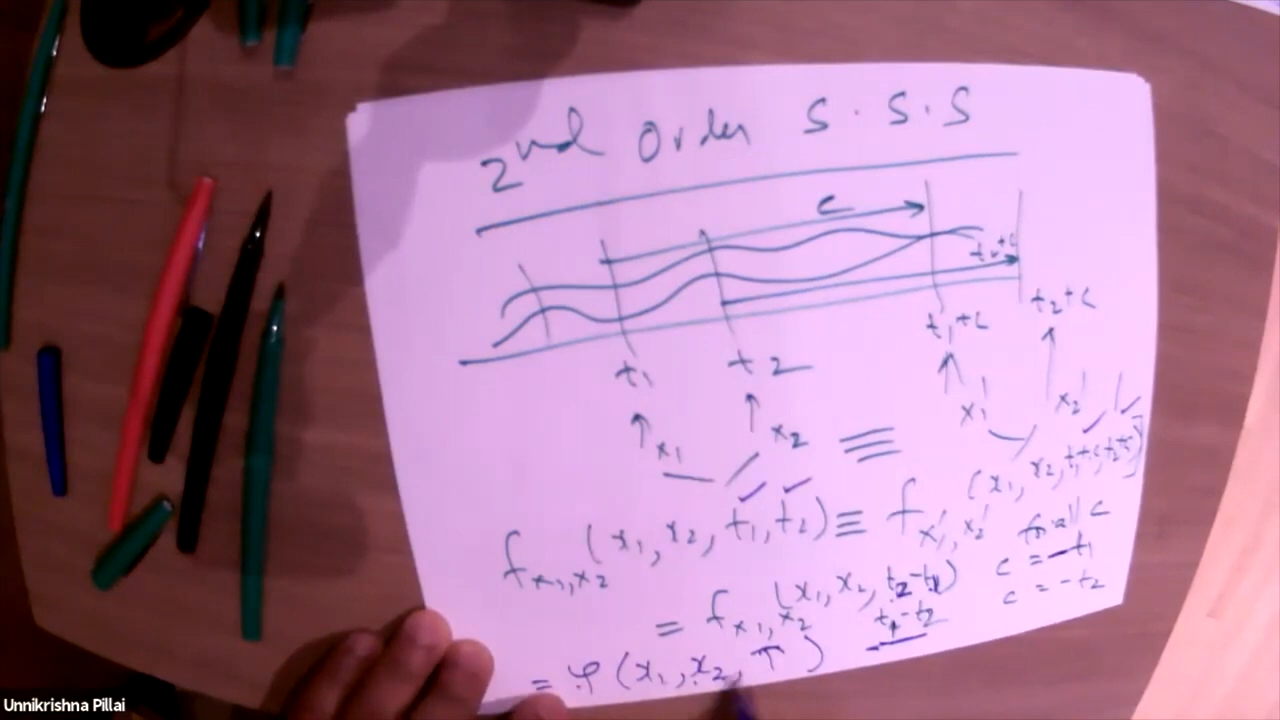 2nd Order S.S.S
c
t2+c
t1 t2 t1+c t2+c
x1 x2 ≡ x1' x2'
f x1,x2 (x1, x2, t1, t2) ≡ f x1', x2' (x1, x2, t1+c, t2+c)
for all c
= f x1, x2 (x1, x2, t2-t1) c = -t1
t1-t2 c = -t2
= φ (x1, x2, τ)
Unnikrishna Pillai